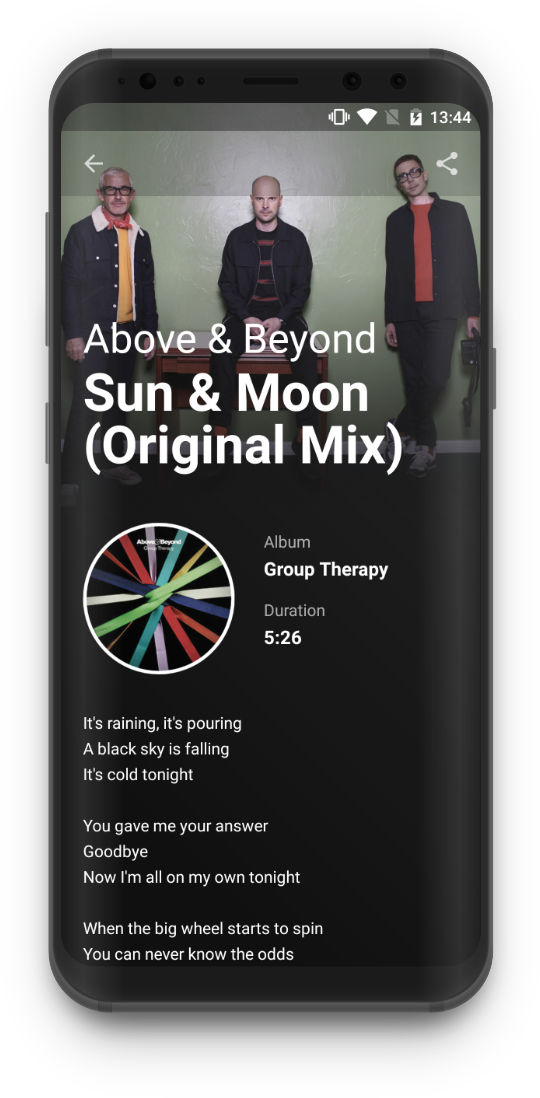 13:44
Above & Beyond
Sun & Moon
(Original Mix)
Above & Beyond
Group Therapy
Album
Group Therapy
Duration
5:26
It's raining, it's pouring
A black sky is falling
It's cold tonight
You gave me your answer
Goodbye
Now I'm all on my own tonight
When the big wheel starts to spin
You can never know the odds